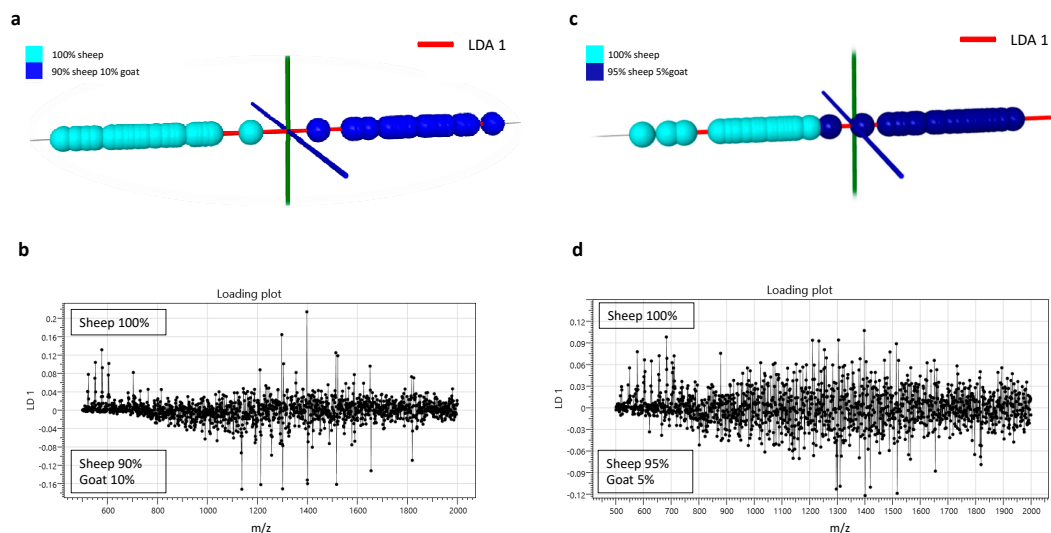 a
100% sheep
90% sheep 10% goat
LDA 1
c
100% sheep
95% sheep 5%goat
LDA 1
b
Loading plot
Sheep 100%
Sheep 90%
Goat 10%
LD 1
0.2
0.16
0.12
0.08
0.04
0
-0.04
-0.08
-0.12
-0.16
600 800 1000 1200 1400 1600 1800 2000
m/z
d
Loading plot
Sheep 100%
Sheep 95%
Goat 5%
LD 1
0.12
0.09
0.06
0.03
0
-0.03
-0.06
-0.09
-0.12
500 600 700 800 900 1000 1100 1200 1300 1400 1500 1600 1700 1800 1900 2000
m/z